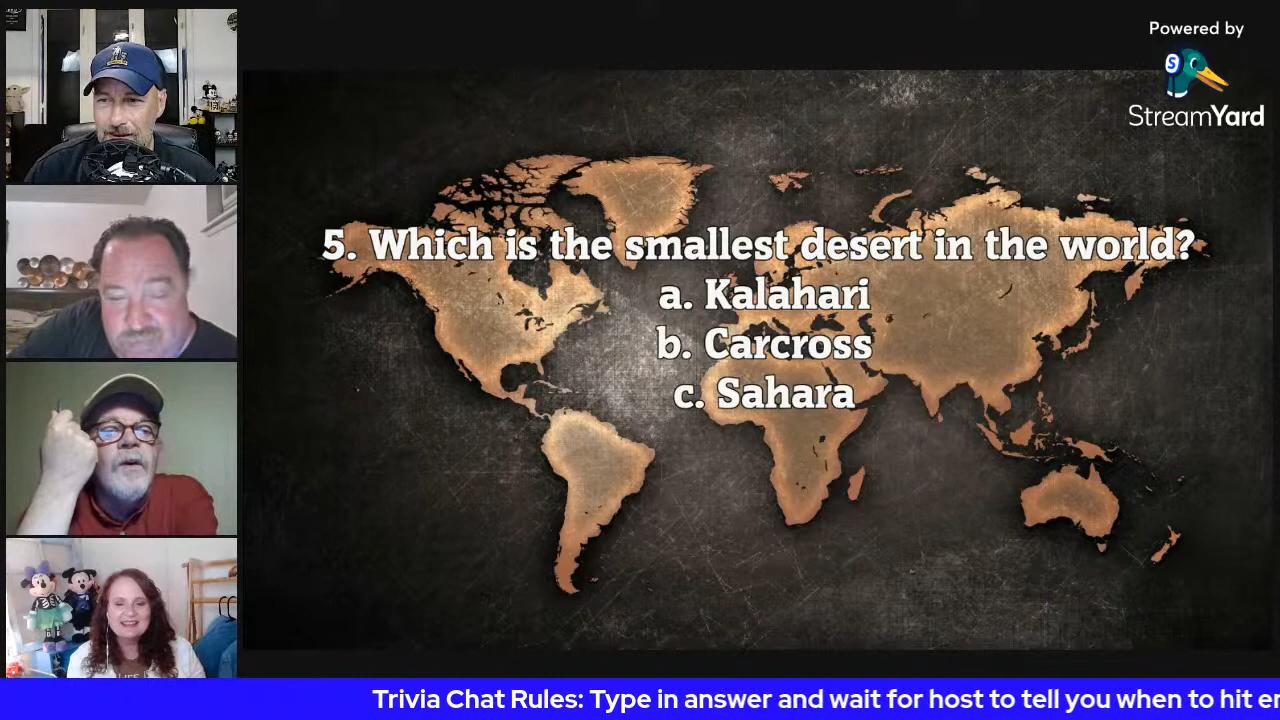 Powered by
StreamYard
5. Which is the smallest desert in the world?
a. Kalahari
b. Carcross
c. Sahara
Trivia Chat Rules: Type in answer and wait for host to tell you when to hit